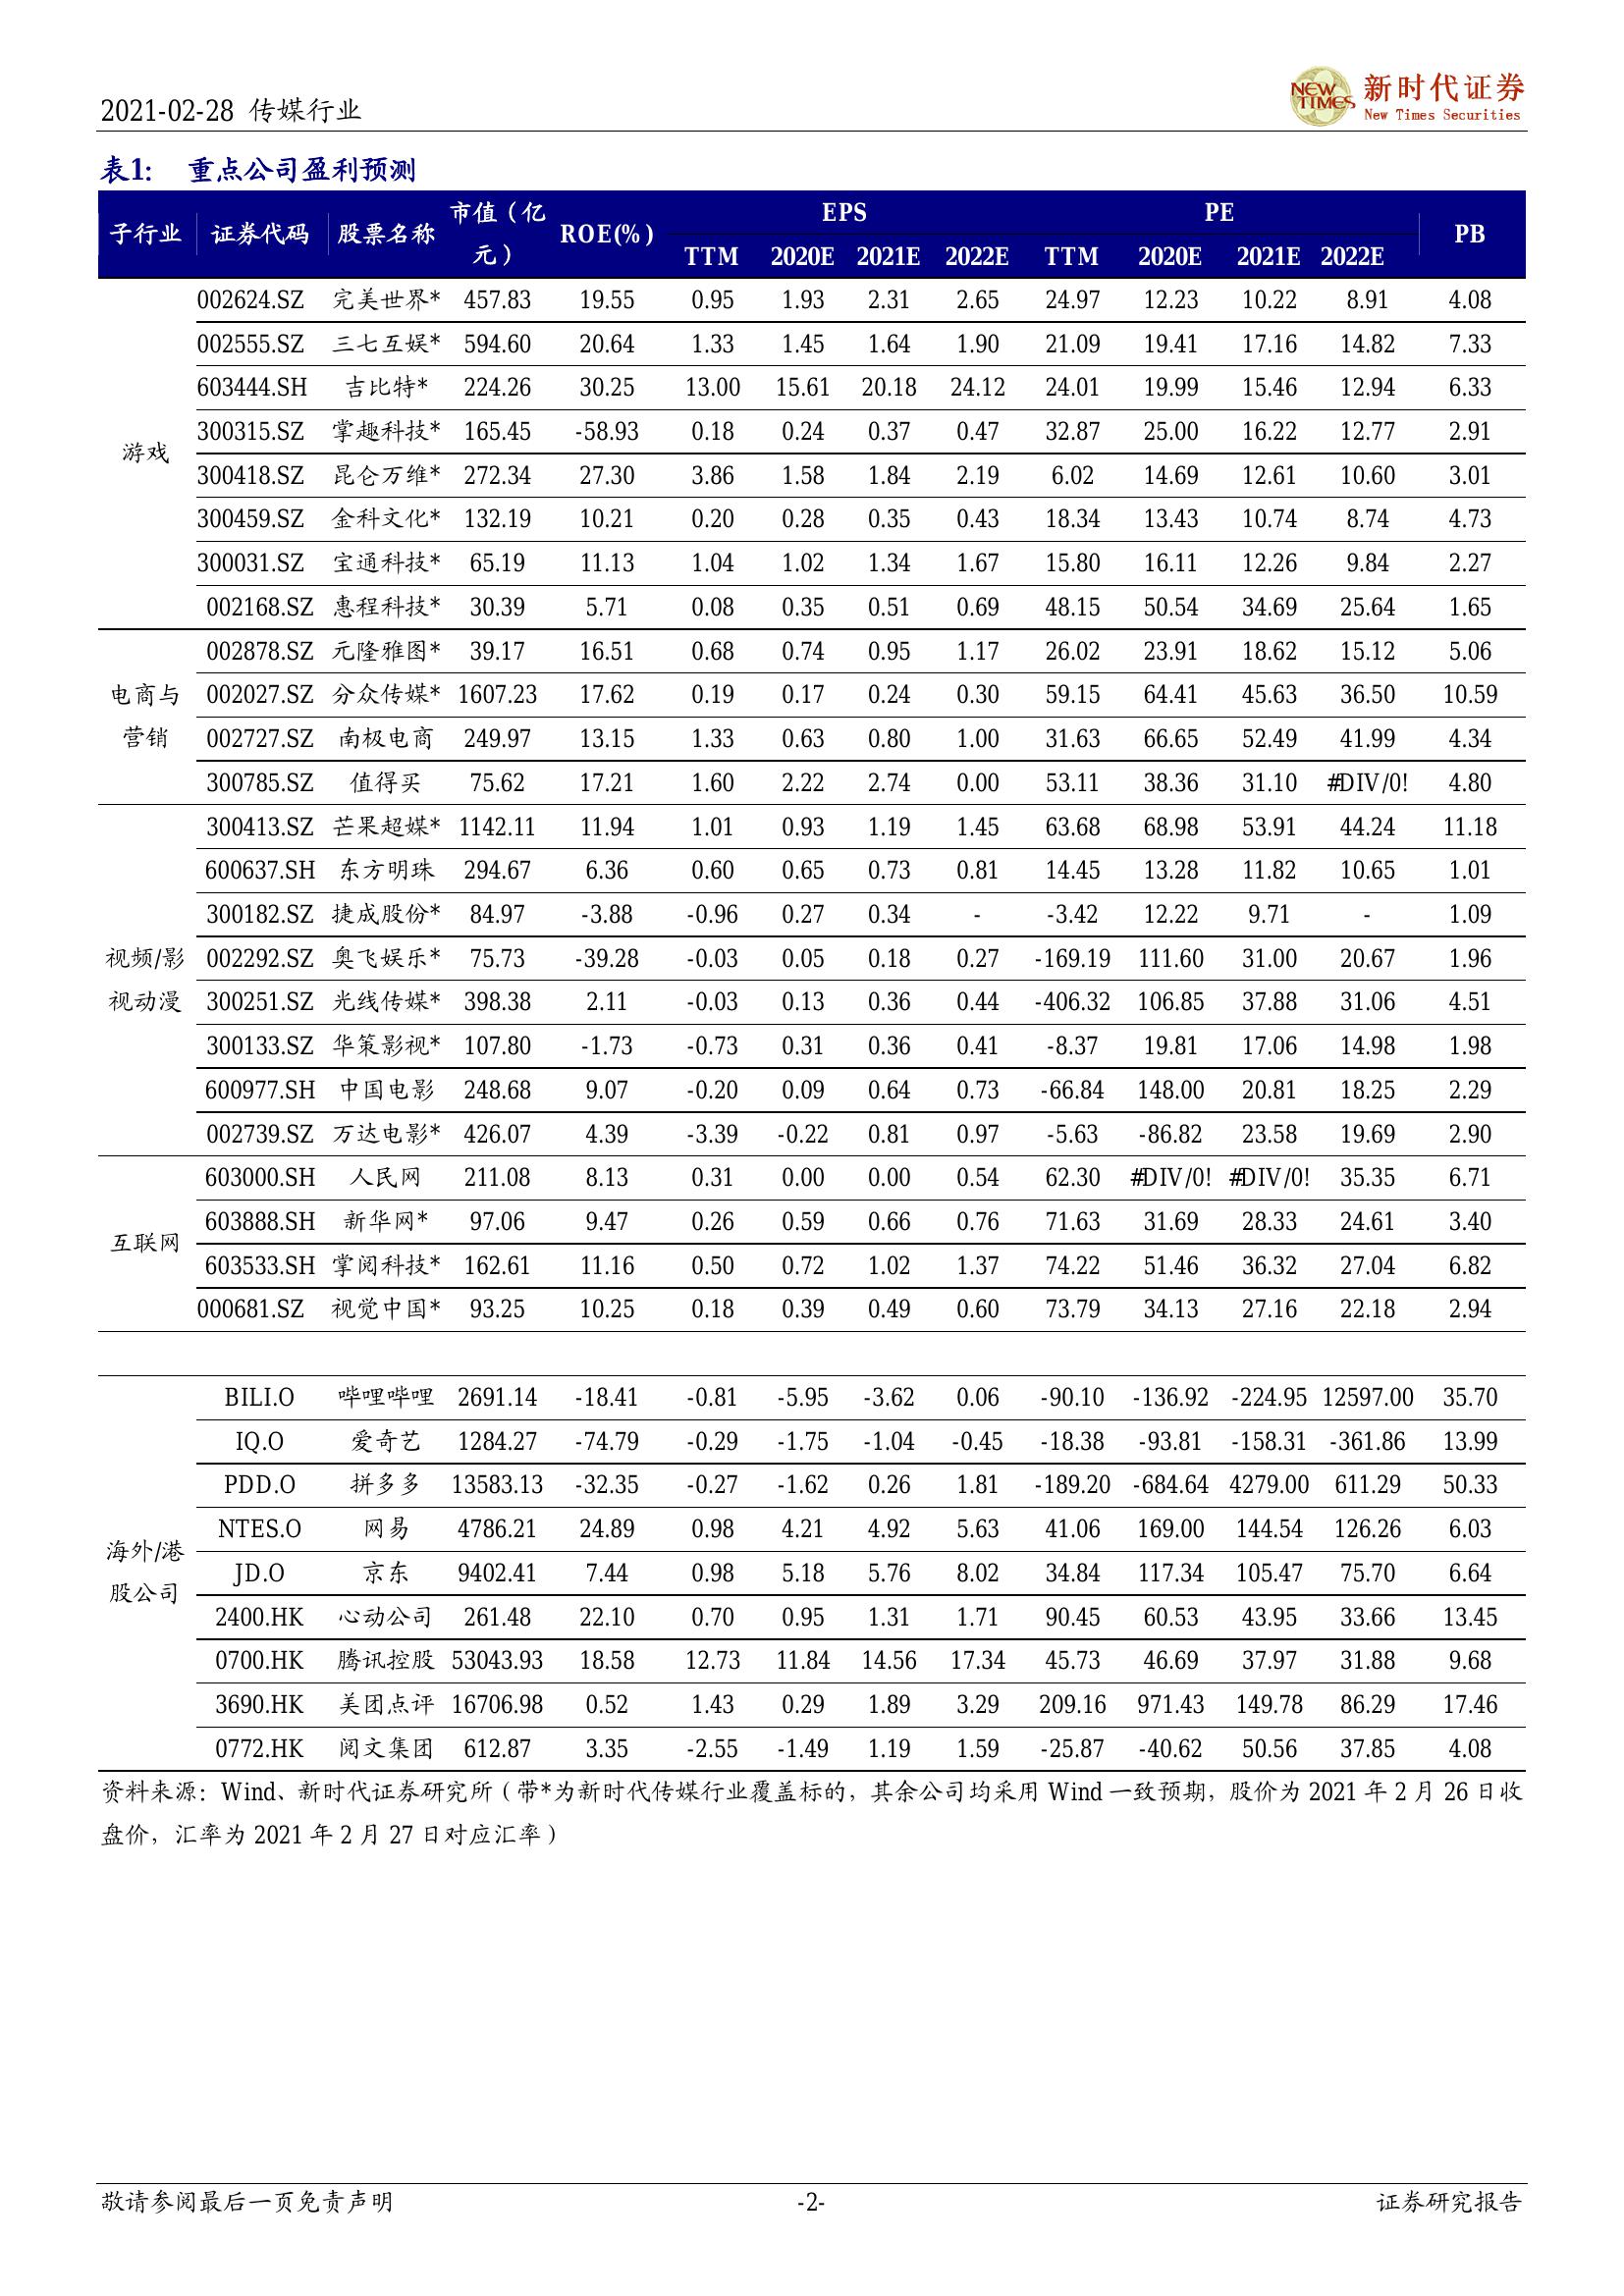 2021-02-28 传媒行业
NEW TIMES 新时代证券
New Times Securities
表1: 重点公司盈利预测
子行业 证券代码 股票名称 市值（亿元） ROE(%) EPS PE PB
TTM 2020E 2021E 2022E TTM 2020E 2021E 2022E
游戏
002624.SZ 完美世界* 457.83 19.55 0.95 1.93 2.31 2.65 24.97 12.23 10.22 8.91 4.08
002555.SZ 三七互娱* 594.60 20.64 1.33 1.45 1.64 1.90 21.09 19.41 17.16 14.82 7.33
603444.SH 吉比特* 224.26 30.25 13.00 15.61 20.18 24.12 24.01 19.99 15.46 12.94 6.33
300315.SZ 掌趣科技* 165.45 -58.93 0.18 0.24 0.37 0.47 32.87 25.00 16.22 12.77 2.91
300418.SZ 昆仑万维* 272.34 27.30 3.86 1.58 1.84 2.19 6.02 14.69 12.61 10.60 3.01
300459.SZ 金科文化* 132.19 10.21 0.20 0.28 0.35 0.43 18.34 13.43 10.74 8.74 4.73
300031.SZ 宝通科技* 65.19 11.13 1.04 1.02 1.34 1.67 15.80 16.11 12.26 9.84 2.27
002168.SZ 惠程科技* 30.39 5.71 0.08 0.35 0.51 0.69 48.15 50.54 34.69 25.64 1.65
电商与营销
002878.SZ 元隆雅图* 39.17 16.51 0.68 0.74 0.95 1.17 26.02 23.91 18.62 15.12 5.06
002027.SZ 分众传媒* 1607.23 17.62 0.19 0.17 0.24 0.30 59.15 64.41 45.63 36.50 10.59
002727.SZ 南极电商 249.97 13.15 1.33 0.63 0.80 1.00 31.63 66.65 52.49 41.99 4.34
300785.SZ 值得买 75.62 17.21 1.60 2.22 2.74 0.00 53.11 38.36 31.10 #DIV/0! 4.80
视频/影视动漫
300413.SZ 芒果超媒* 1142.11 11.94 1.01 0.93 1.19 1.45 63.68 68.98 53.91 44.24 11.18
600637.SH 东方明珠 294.67 6.36 0.60 0.65 0.73 0.81 14.45 13.28 11.82 10.65 1.01
300182.SZ 捷成股份* 84.97 -3.88 -0.96 0.27 0.34 - -3.42 12.22 9.71 - 1.09
002292.SZ 奥飞娱乐* 75.73 -39.28 -0.03 0.05 0.18 0.27 -169.19 111.60 31.00 20.67 1.96
300251.SZ 光线传媒* 398.38 2.11 -0.03 0.13 0.36 0.44 -406.32 106.85 37.88 31.06 4.51
300133.SZ 华策影视* 107.80 -1.73 -0.73 0.31 0.36 0.41 -8.37 19.81 17.06 14.98 1.98
600977.SH 中国电影 248.68 9.07 -0.20 0.09 0.64 0.73 -66.84 148.00 20.81 18.25 2.29
002739.SZ 万达电影* 426.07 4.39 -3.39 -0.22 0.81 0.97 -5.63 -86.82 23.58 19.69 2.90
互联网
603000.SH 人民网 211.08 8.13 0.31 0.00 0.00 0.54 62.30 #DIV/0! #DIV/0! 35.35 6.71
603888.SH 新华网* 97.06 9.47 0.26 0.59 0.66 0.76 71.63 31.69 28.33 24.61 3.40
603533.SH 掌阅科技* 162.61 11.16 0.50 0.72 1.02 1.37 74.22 51.46 36.32 27.04 6.82
000681.SZ 视觉中国* 93.25 10.25 0.18 0.39 0.49 0.60 73.79 34.13 27.16 22.18 2.94
海外/港股公司
BILI.O 哔哩哔哩 2691.14 -18.41 -0.81 -5.95 -3.62 0.06 -90.10 -136.92 -224.95 12597.00 35.70
IQ.O 爱奇艺 1284.27 -74.79 -0.29 -1.75 -1.04 -0.45 -18.38 -93.81 -158.31 -361.86 13.99
PDD.O 拼多多 13583.13 -32.35 -0.27 -1.62 0.26 1.81 -189.20 -684.64 4279.00 611.29 50.33
NTES.O 网易 4786.21 24.89 0.98 4.21 4.92 5.63 41.06 169.00 144.54 126.26 6.03
JD.O 京东 9402.41 7.44 0.98 5.18 5.76 8.02 34.84 117.34 105.47 75.70 6.64
2400.HK 心动公司 261.48 22.10 0.70 0.95 1.31 1.71 90.45 60.53 43.95 33.66 13.45
0700.HK 腾讯控股 53043.93 18.58 12.73 11.84 14.56 17.34 45.73 46.69 37.97 31.88 9.68
3690.HK 美团点评 16706.98 0.52 1.43 0.29 1.89 3.29 209.16 971.43 149.78 86.29 17.46
0772.HK 阅文集团 612.87 3.35 -2.55 -1.49 1.19 1.59 -25.87 -40.62 50.56 37.85 4.08
资料来源：Wind、新时代证券研究所（带*为新时代传媒行业覆盖标的，其余公司均采用 Wind 一致预期，股价为 2021 年 2 月 26 日收
盘价，汇率为 2021 年 2 月 27 日对应汇率）
敬请参阅最后一页免责声明 -2- 证券研究报告